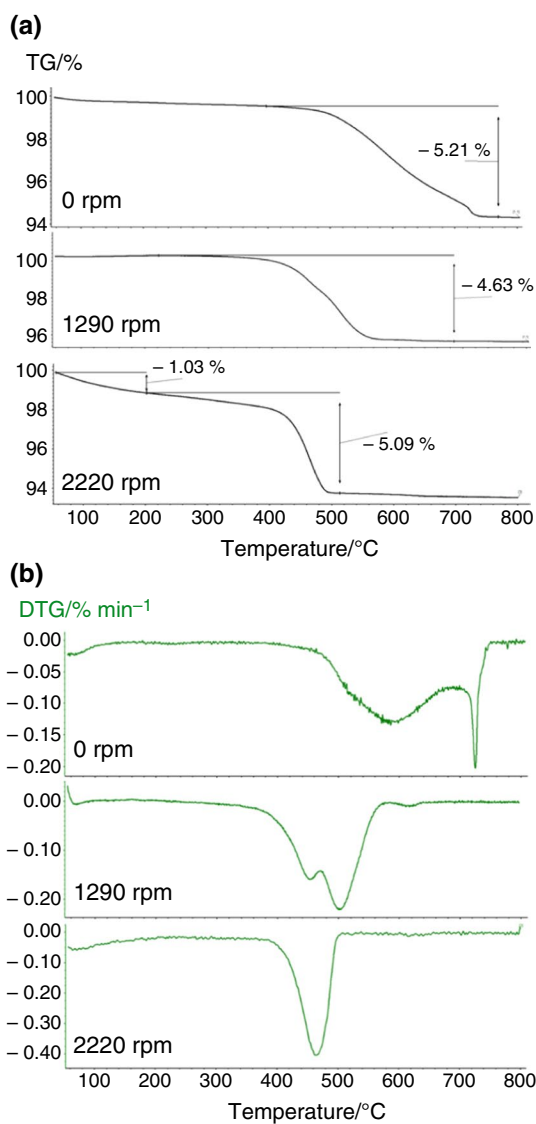 (a)
TG/%
100
98
– 5.21 %
96
0 rpm
94
100
– 4.63 %
98
1290 rpm
96
100
– 1.03 %
98
96
– 5.09 %
2220 rpm
94
100 200 300 400 500 600 700 800
Temperature/°C
(b)
DTG/% min⁻¹
0.00
– 0.05
– 0.10
– 0.15
0 rpm
– 0.20
0.00
– 0.10
1290 rpm
– 0.20
0.00
– 0.10
– 0.20
– 0.30
2220 rpm
– 0.40
100 200 300 400 500 600 700 800
Temperature/°C